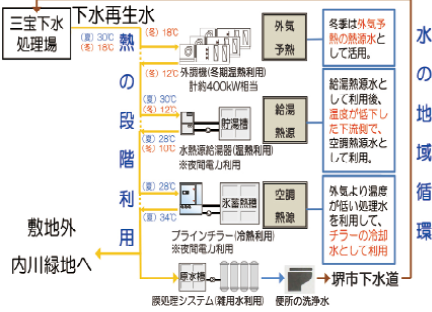 三宝下水
処理場
下水再生水
(夏) 30℃
(冬) 18℃
(冬) 18℃
熱の段階利用
水の地域循環
外気
予熱
冬季は外気予
熱の熱源水と
して活用。
(冬) 12℃
外調機(冬期温熱利用)
計約400kW相当
(夏) 30℃
(冬) 12℃
貯湯槽
給湯
熱源
給湯熱源水と
して利用後、
温度が低下し
た下流側で、
空調熱源水と
して利用。
(夏) 28℃
(冬) 10℃
水熱源給湯器(温熱利用)
※夜間電力利用
(夏) 28℃
氷蓄熱槽
空調
熱源
外気より温度
が低い処理水
を利用して、
チラーの冷却
水として利用
(夏) 34℃
ブラインチラー(冷熱利用)
※夜間電力利用
敷地外
内川緑地へ
原水槽
堺市下水道
膜処理システム(雑用水利用)
便所の洗浄水